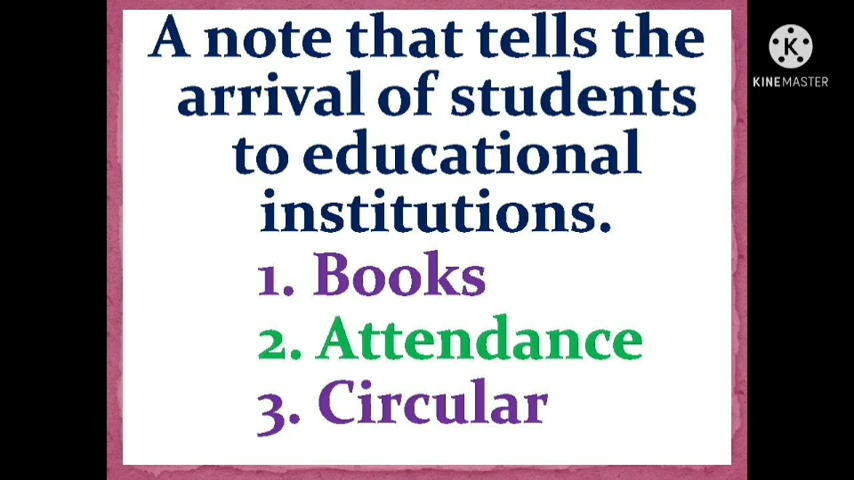 A note that tells the
arrival of students
to educational
institutions.
1. Books
2. Attendance
3. Circular
K
KINEMASTER